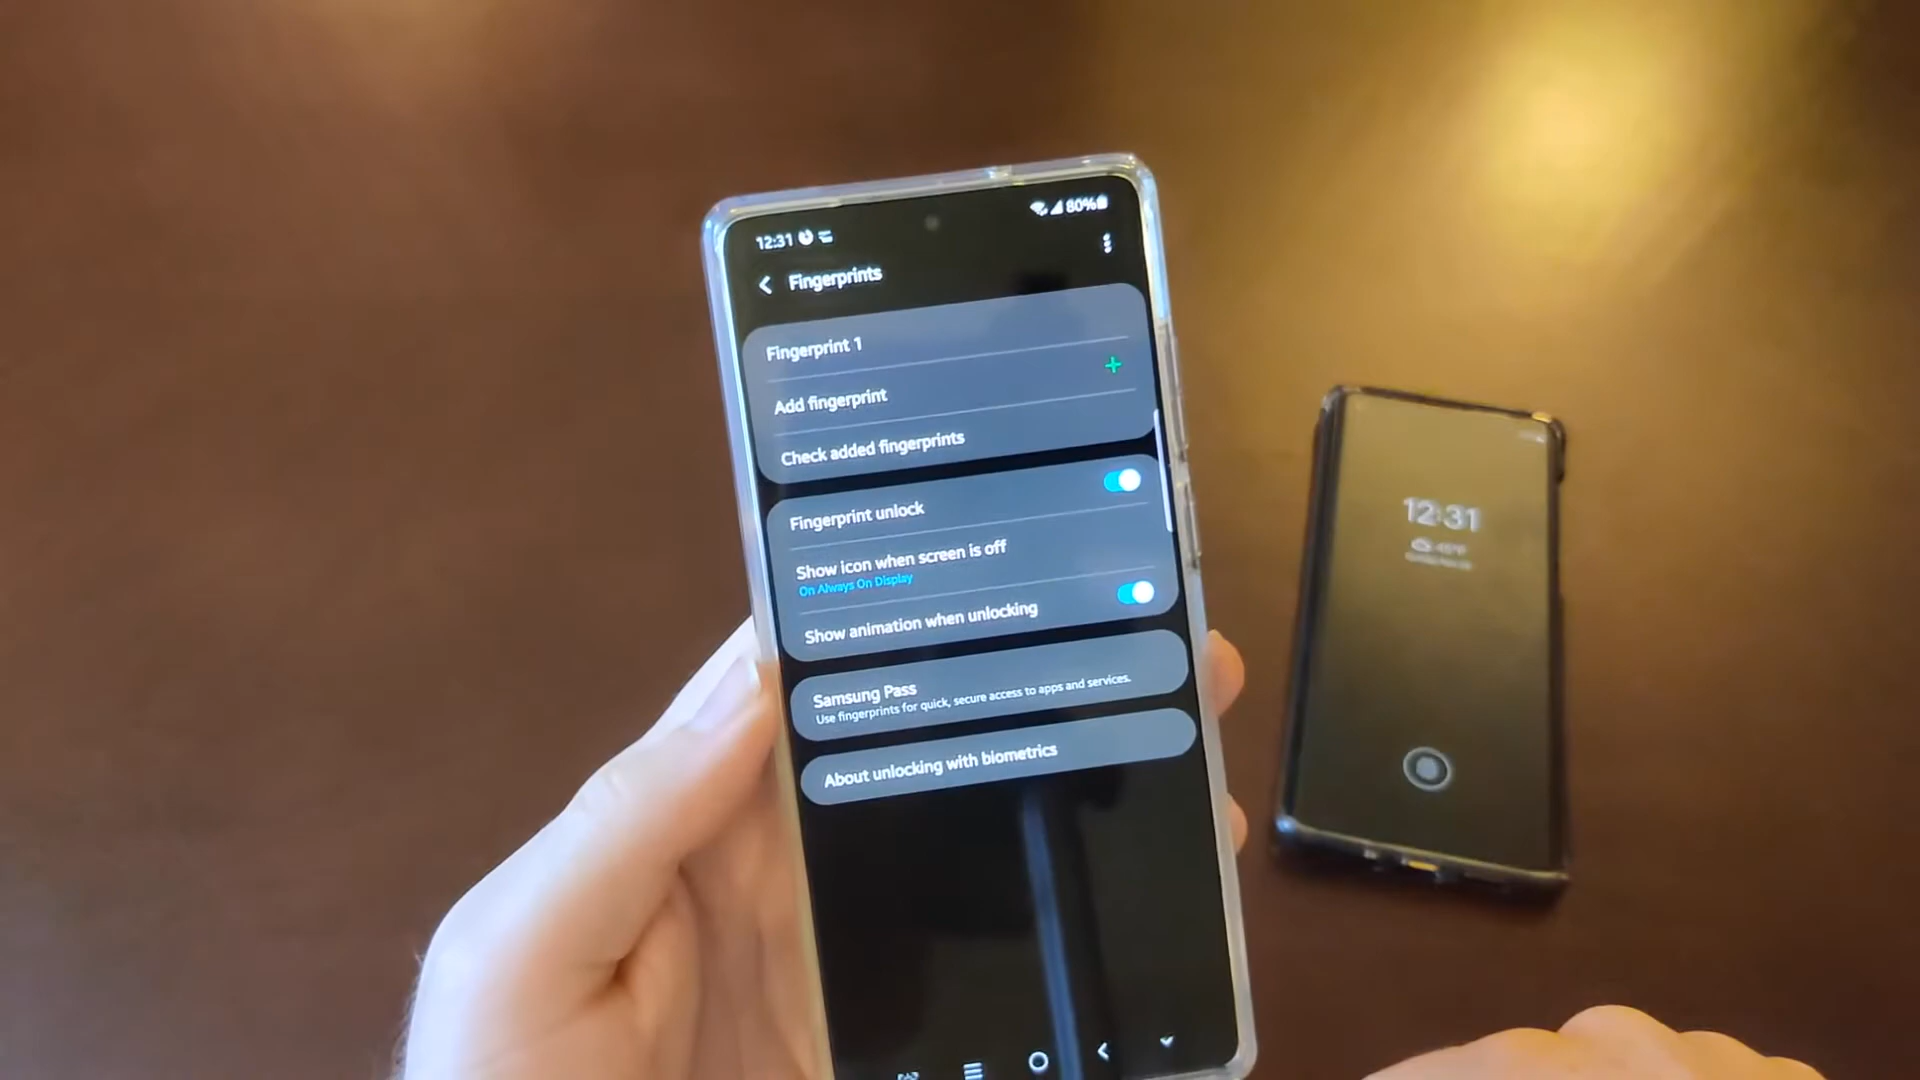 12:31
80%
Fingerprints
Fingerprint 1
Add fingerprint
Check added fingerprints
Fingerprint unlock
Show icon when screen is off
On Always On Display
Show animation when unlocking
Samsung Pass
Use fingerprints for quick, secure access to apps and services.
About unlocking with biometrics
12:31